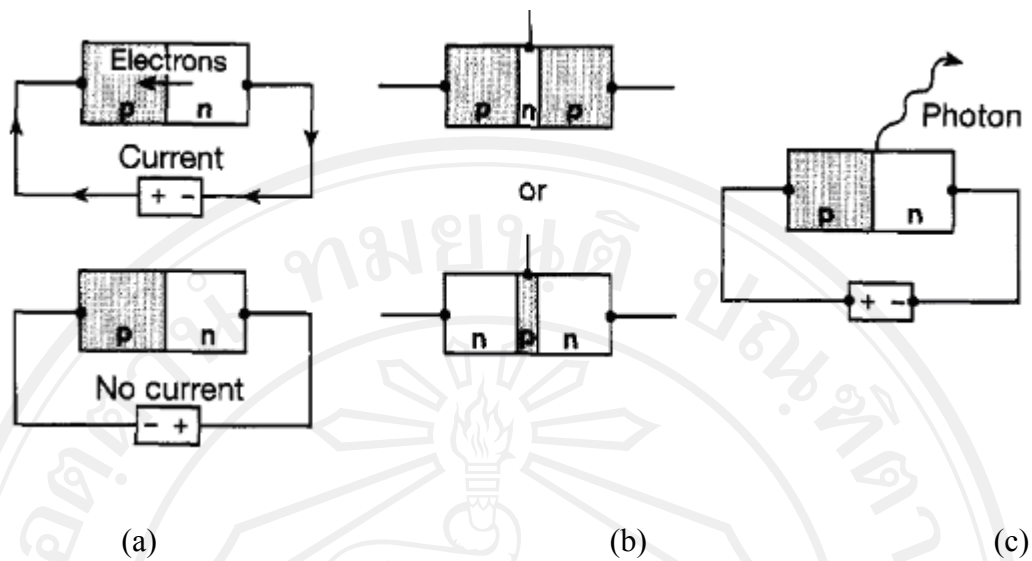 Electrons
p n
Current
+ -
p n
No current
- +
(a)
p n p
or
n p n
(b)
Photon
p n
+ -
(c)